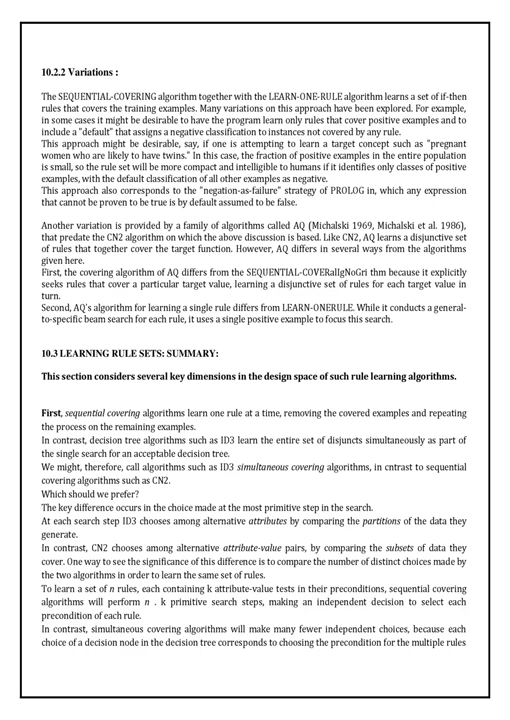 10.2.2 Variations :
The SEQUENTIAL-COVERING algorithm together with the LEARN-ONE-RULE algorithm learns a set of if-then
rules that covers the training examples. Many variations on this approach have been explored. For example,
in some cases it might be desirable to have the program learn only rules that cover positive examples and to
include a "default" that assigns a negative classification to instances not covered by any rule.
This approach might be desirable, say, if one is attempting to learn a target concept such as "pregnant
women who are likely to have twins." In this case, the fraction of positive examples in the entire population
is small, so the rule set will be more compact and intelligible to humans if it identifies only classes of positive
examples, with the default classification of all other examples as negative.
This approach also corresponds to the "negation-as-failure" strategy of PROLOG in, which any expression
that cannot be proven to be true is by default assumed to be false.
Another variation is provided by a family of algorithms called AQ (Michalski 1969, Michalski et al. 1986),
that predate the CN2 algorithm on which the above discussion is based. Like CN2, AQ learns a disjunctive set
of rules that together cover the target function. However, AQ differs in several ways from the algorithms
given here.
First, the covering algorithm of AQ differs from the SEQUENTIAL-COVERallgNoGri thm because it explicitly
seeks rules that cover a particular target value, learning a disjunctive set of rules for each target value in
turn.
Second, AQ's algorithm for learning a single rule differs from LEARN-ONERULE. While it conducts a general-
to-specific beam search for each rule, it uses a single positive example to focus this search.
10.3 LEARNING RULE SETS: SUMMARY:
This section considers several key dimensions in the design space of such rule learning algorithms.
First, sequential covering algorithms learn one rule at a time, removing the covered examples and repeating
the process on the remaining examples.
In contrast, decision tree algorithms such as ID3 learn the entire set of disjuncts simultaneously as part of
the single search for an acceptable decision tree.
We might, therefore, call algorithms such as ID3 simultaneous covering algorithms, in cntrast to sequential
covering algorithms such as CN2.
Which should we prefer?
The key difference occurs in the choice made at the most primitive step in the search.
At each search step ID3 chooses among alternative attributes by comparing the partitions of the data they
generate.
In contrast, CN2 chooses among alternative attribute-value pairs, by comparing the subsets of data they
cover. One way to see the significance of this difference is to compare the number of distinct choices made by
the two algorithms in order to learn the same set of rules.
To learn a set of n rules, each containing k attribute-value tests in their preconditions, sequential covering
algorithms will perform n . k primitive search steps, making an independent decision to select each
precondition of each rule.
In contrast, simultaneous covering algorithms will make many fewer independent choices, because each
choice of a decision node in the decision tree corresponds to choosing the precondition for the multiple rules